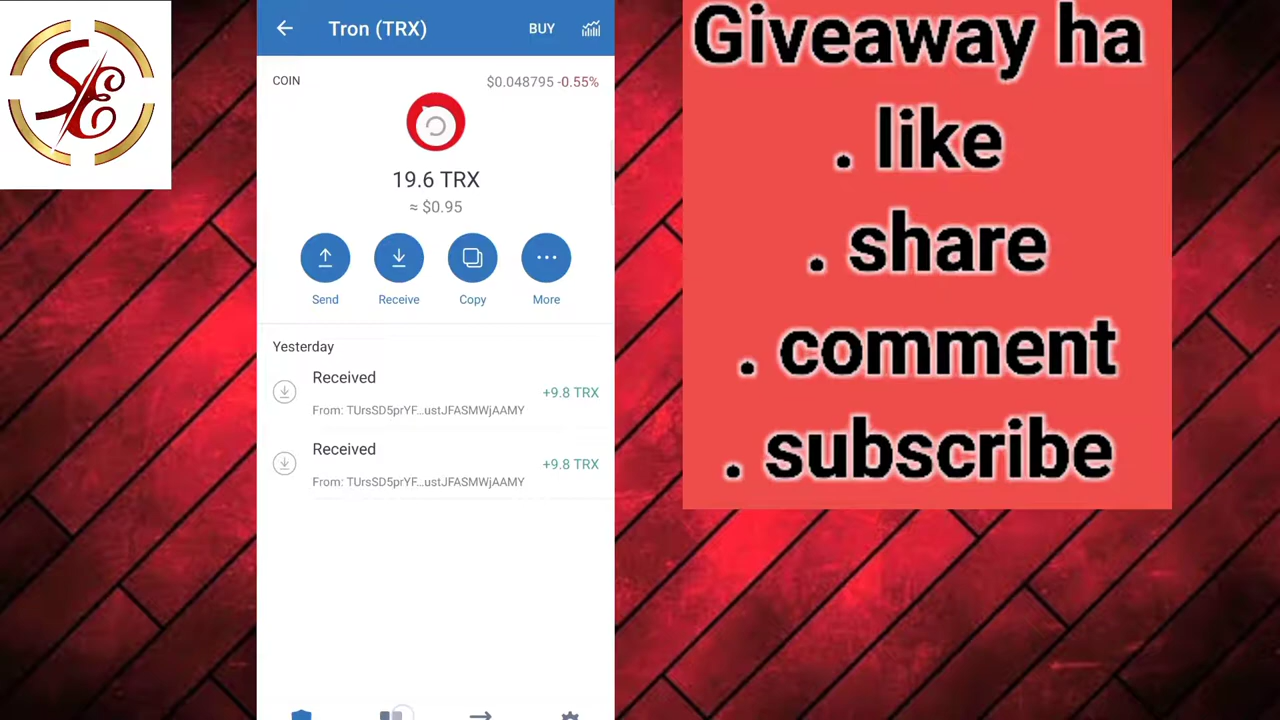 SE
Tron (TRX)
BUY
COIN
$0.048795 -0.55%
19.6 TRX
≈ $0.95
Send
Receive
Copy
More
Yesterday
Received
+9.8 TRX
From: TUrsSD5prYF...ustJFASMWjAAMY
Received
+9.8 TRX
From: TUrsSD5prYF...ustJFASMWjAAMY
Giveaway ha
. like
. share
. comment
. subscribe